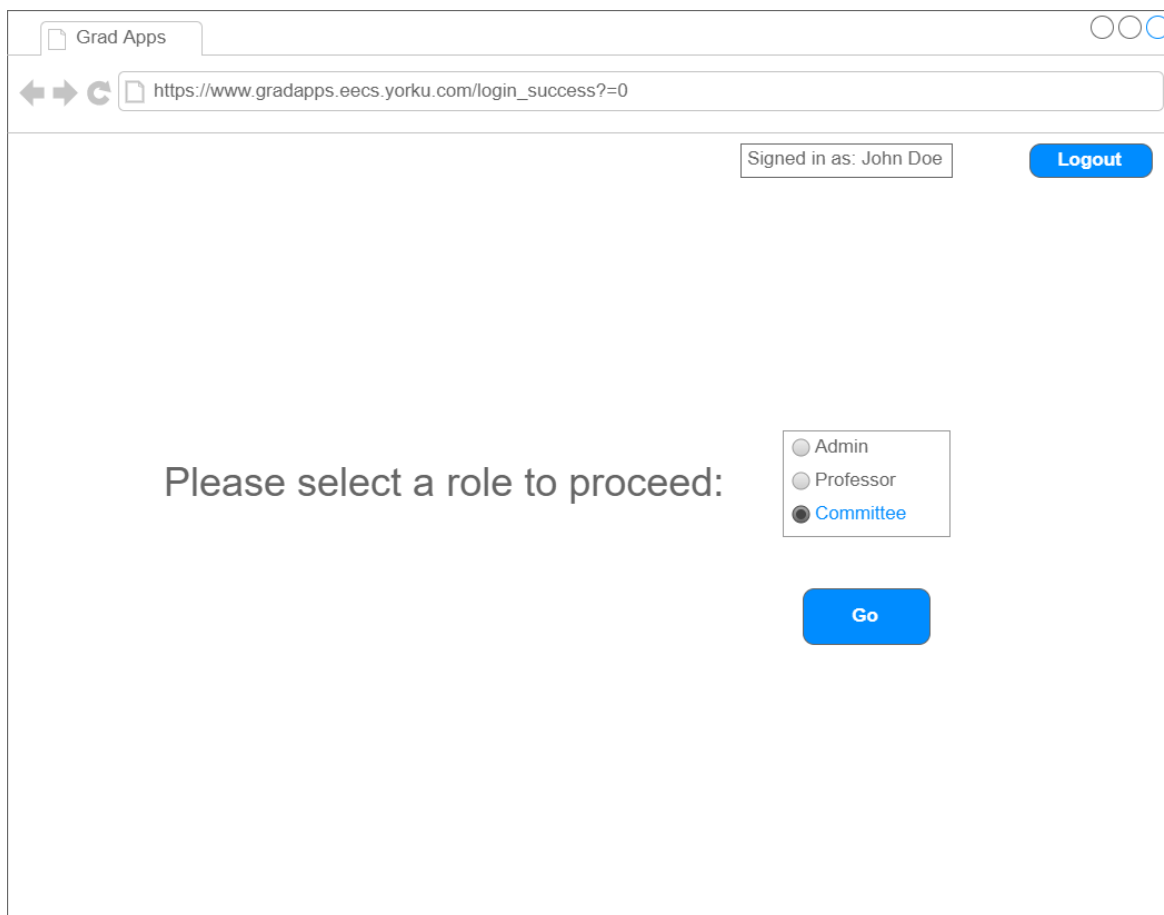 Grad Apps
https://www.gradapps.eecs.yorku.com/login_success?=0
Signed in as: John Doe
Logout
Please select a role to proceed:
Admin
Professor
Committee
Go